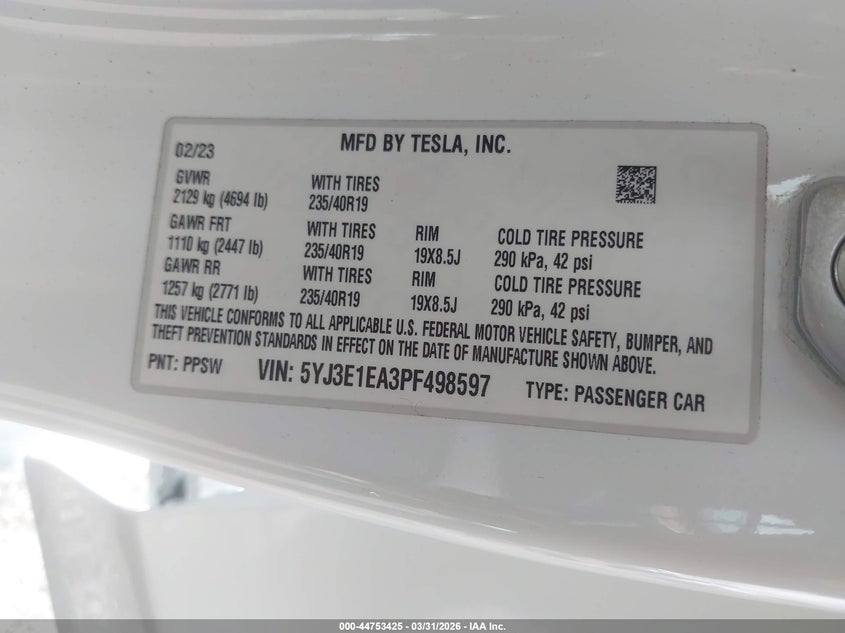 02/23 MFD BY TESLA, INC.
GVWR WITH TIRES
2129 kg (4694 lb) 235/40R19
GAWR FRT WITH TIRES RIM COLD TIRE PRESSURE
1110 kg (2447 lb) 235/40R19 19X8.5J 290 kPa, 42 psi
GAWR RR WITH TIRES RIM COLD TIRE PRESSURE
1257 kg (2771 lb) 235/40R19 19X8.5J 290 kPa, 42 psi
THIS VEHICLE CONFORMS TO ALL APPLICABLE U.S. FEDERAL MOTOR VEHICLE SAFETY, BUMPER, AND
THEFT PREVENTION STANDARDS IN EFFECT ON THE DATE OF MANUFACTURE SHOWN ABOVE.
PNT: PPSW VIN: 5YJ3E1EA3PF498597 TYPE: PASSENGER CAR
000-44753425 - 03/31/2026 - IAA Inc.